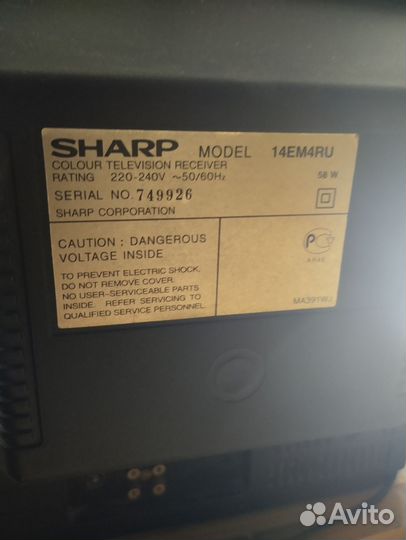 SHARP MODEL 14EM4RU
COLOUR TELEVISION RECEIVER
RATING 220-240V ~50/60Hz 56 W
SERIAL NO. 749926
SHARP CORPORATION
CAUTION : DANGEROUS
VOLTAGE INSIDE
TO PREVENT ELECTRIC SHOCK,
DO NOT REMOVE COVER.
NO USER-SERVICEABLE PARTS
INSIDE. REFER SERVICING TO
QUALIFIED SERVICE PERSONNEL.
PC
MA391WJ
Avito